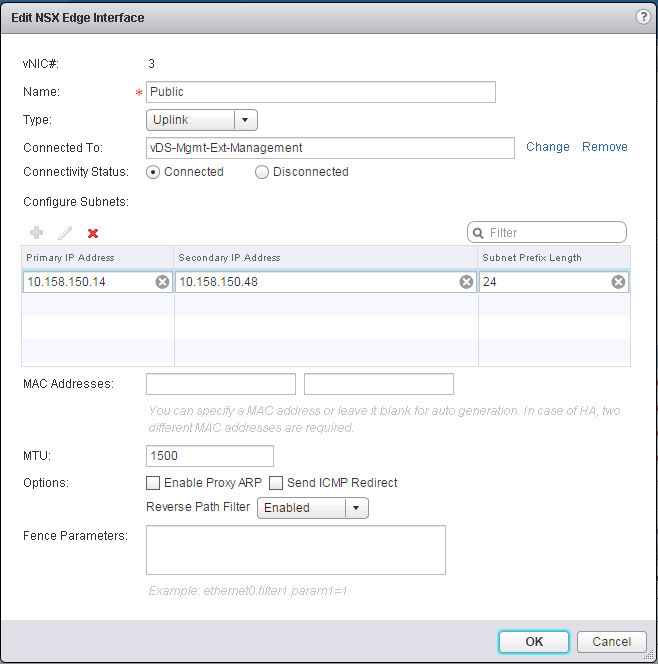 Edit NSX Edge Interface
?
vNIC#: 3
Name: * Public
Type: Uplink
Connected To: vDS-Mgmt-Ext-Management Change Remove
Connectivity Status: Connected Disconnected
Configure Subnets:
Filter
Primary IP Address Secondary IP Address Subnet Prefix Length
10.158.150.14 10.158.150.48 24
MAC Addresses:
You can specify a MAC address or leave it blank for auto generation. In case of HA, two
different MAC addresses are required.
MTU: 1500
Options: Enable Proxy ARP Send ICMP Redirect
Reverse Path Filter Enabled
Fence Parameters:
Example: ethernet0.filter1.param1=1
OK Cancel